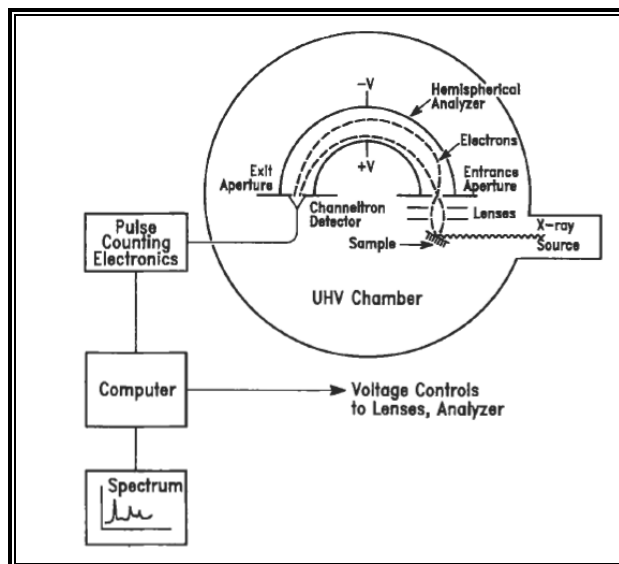 -V
Hemispherical
Analyzer
Electrons
+V
Exit
Aperture
Entrance
Aperture
Channeltron
Detector
Lenses
Sample
X-ray
Source
Pulse
Counting
Electronics
UHV Chamber
Computer
Voltage Controls
to Lenses, Analyzer
Spectrum